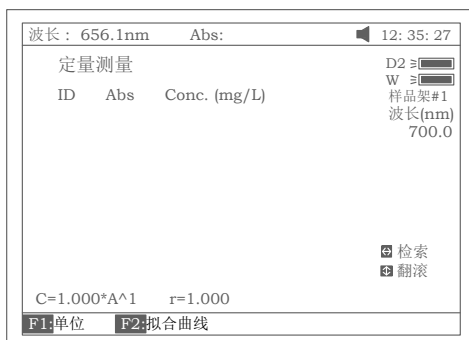 波长：656.1nm Abs: 12: 35: 27
定量测量
D2
W
ID Abs Conc. (mg/L)
样品架#1
波长(nm)
700.0
检索
翻滚
C=1.000*A^1 r=1.000
F1:单位 F2:拟合曲线